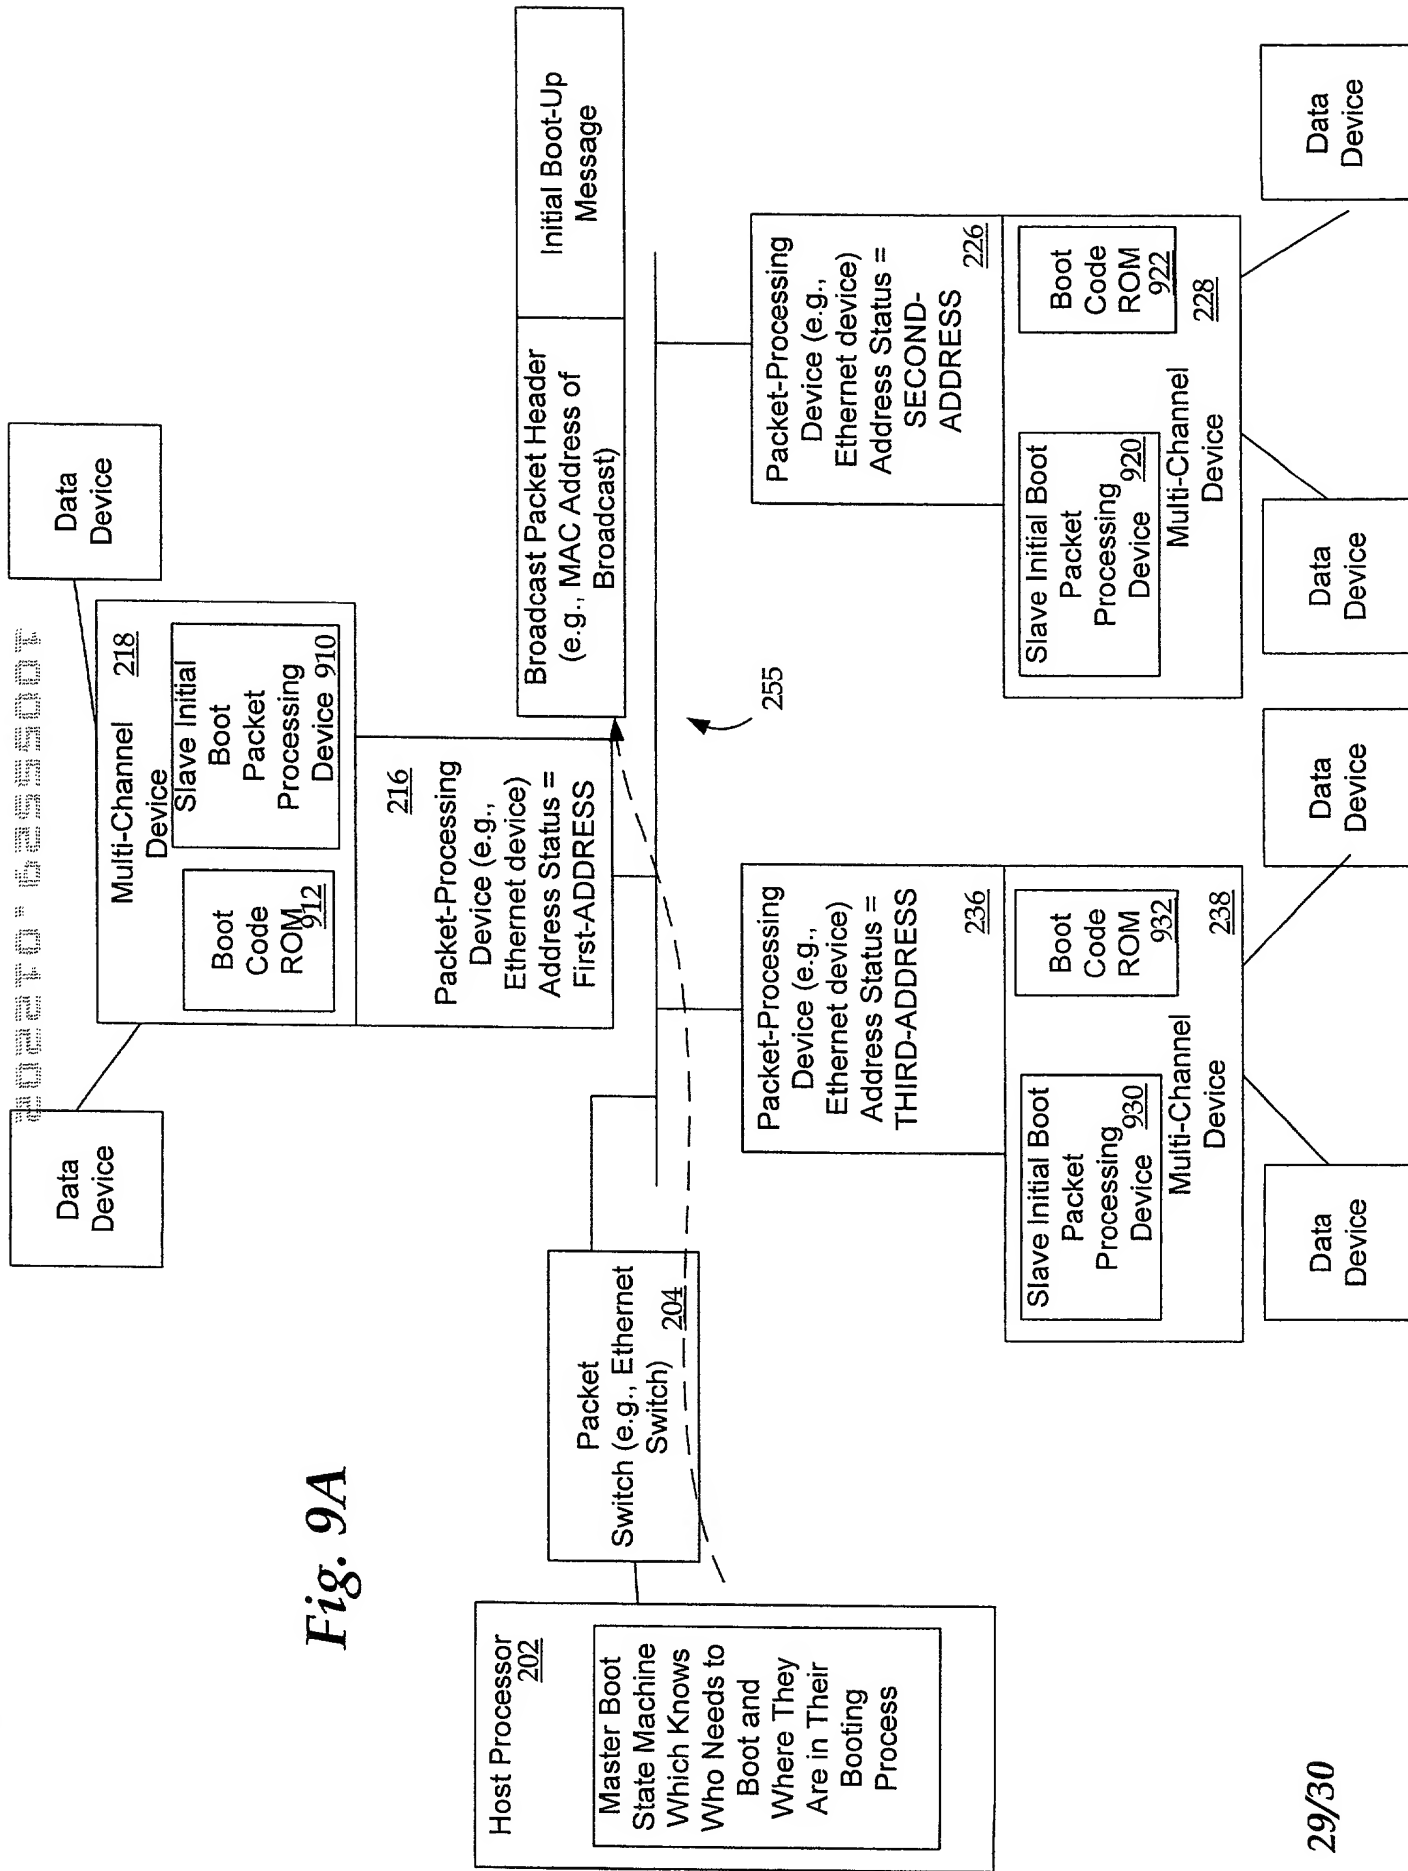 Fig. 9A
Host Processor
202
Master Boot
State Machine
Which Knows
Who Needs to
Boot and
Where They
Are in Their
Booting
Process
Packet
Switch (e.g., Ethernet
Switch)
204
Data
Device
Data
Device
Multi-Channel
Device
218
Boot
Code
ROM
912
Slave Initial
Boot
Packet
Processing
Device 910
216
Packet-Processing
Device (e.g.,
Ethernet device)
Address Status =
First-ADDRESS
Broadcast Packet Header
(e.g., MAC Address of
Broadcast)
Initial Boot-Up
Message
255
Packet-Processing
Device (e.g.,
Ethernet device)
Address Status =
THIRD-ADDRESS
236
Slave Initial Boot
Packet
Processing
Device 930
Boot
Code
ROM
932
Multi-Channel
Device
238
Data
Device
Data
Device
Packet-Processing
Device (e.g.,
Ethernet device)
Address Status =
SECOND-
ADDRESS
226
Slave Initial Boot
Packet
Processing
Device 920
Boot
Code
ROM
922
Multi-Channel
Device
228
Data
Device
Data
Device
29/30